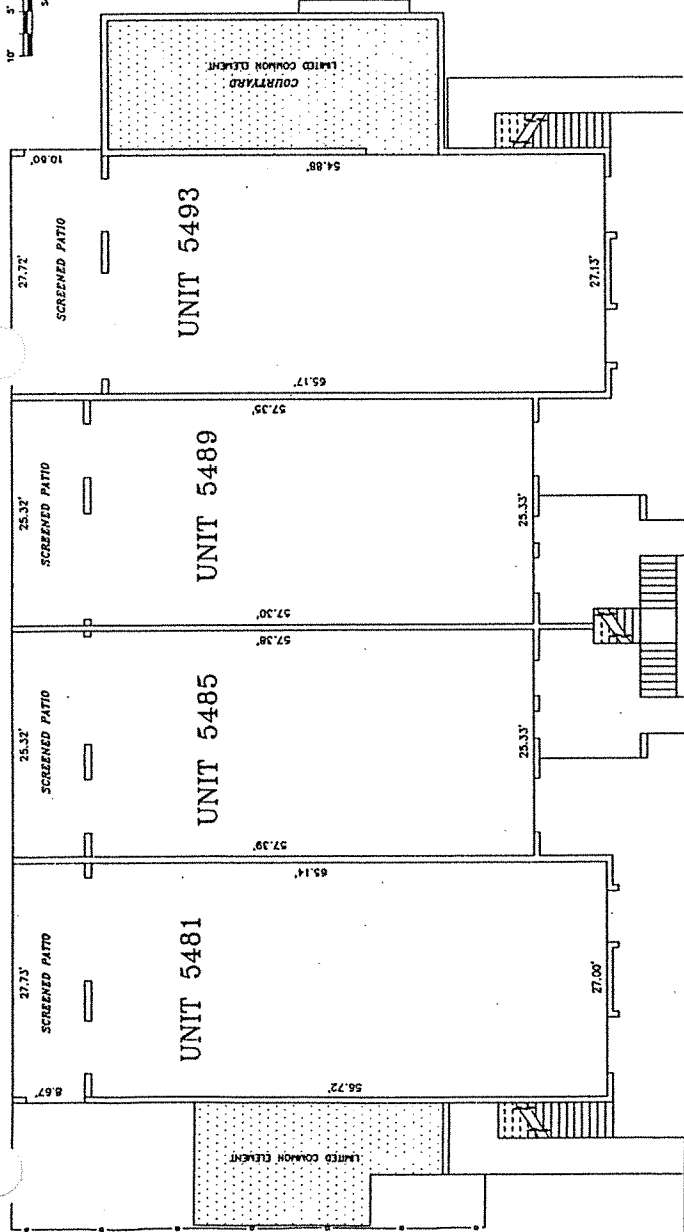 10'
5'
LIMITED COMMON ELEMENT
COURTYARD
10.60'
54.88'
27.72'
SCREENED PATIO
UNIT 5493
27.13'
65.17'
57.35'
25.32'
SCREENED PATIO
UNIT 5489
25.33'
57.30'
57.38'
25.32'
SCREENED PATIO
UNIT 5485
25.33'
57.39'
65.14'
27.73'
SCREENED PATIO
UNIT 5481
27.00'
8.67'
56.72'
LIMITED COMMON ELEMENT